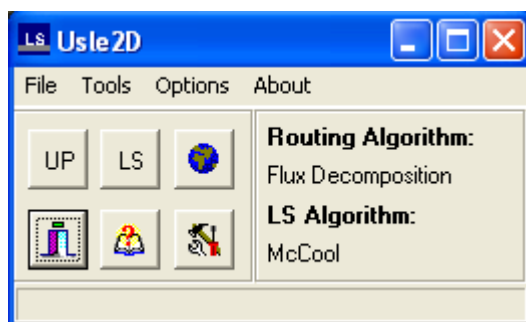 LS Usle2D
File Tools Options About
UP LS
Routing Algorithm:
Flux Decomposition
LS Algorithm:
McCool